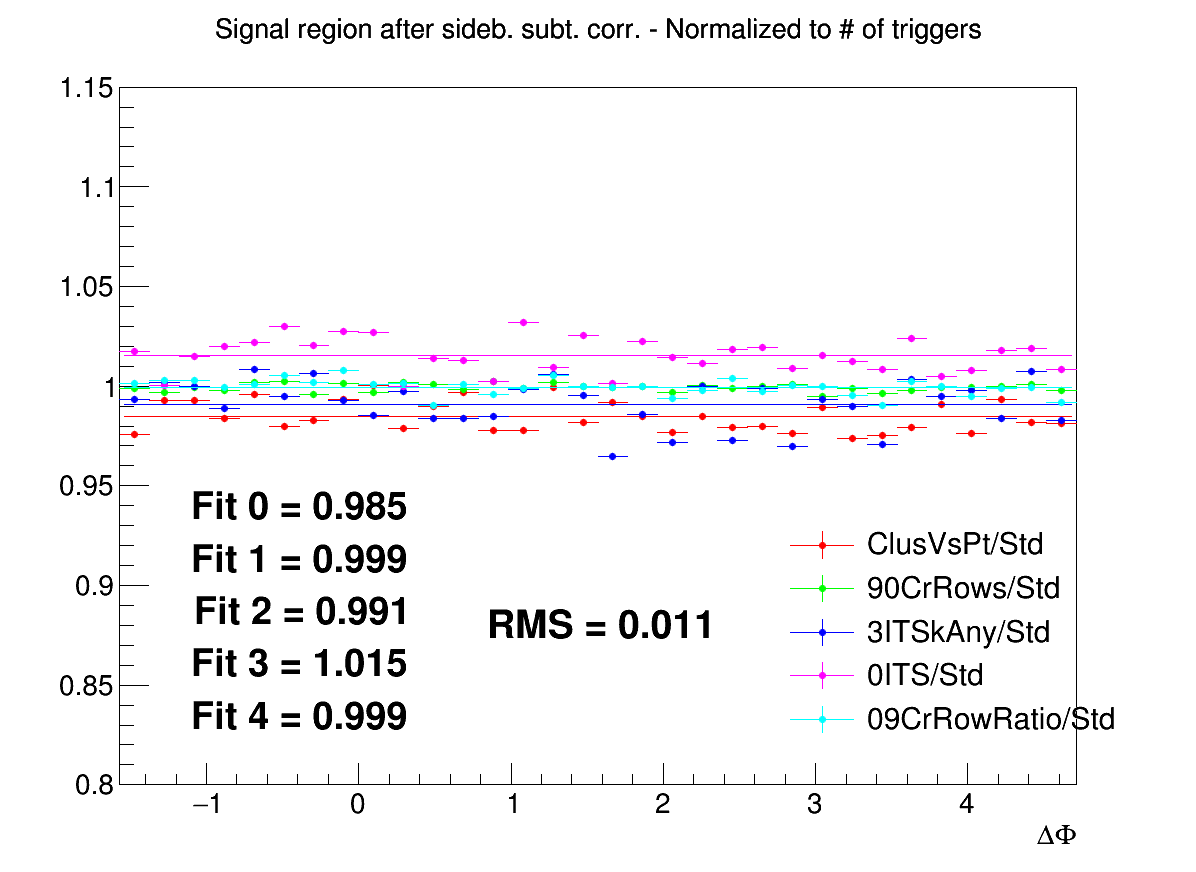 Signal region after sideb. subt. corr. - Normalized to # of triggers
1.15
1.1
1.05
1
0.95
0.9
0.85
0.8
Fit 0 = 0.985
Fit 1 = 0.999
Fit 2 = 0.991
Fit 3 = 1.015
Fit 4 = 0.999
RMS = 0.011
ClusVsPt/Std
90CrRows/Std
3ITSkAny/Std
0ITS/Std
09CrRowRatio/Std
−1 0 1 2 3 4
ΔΦ